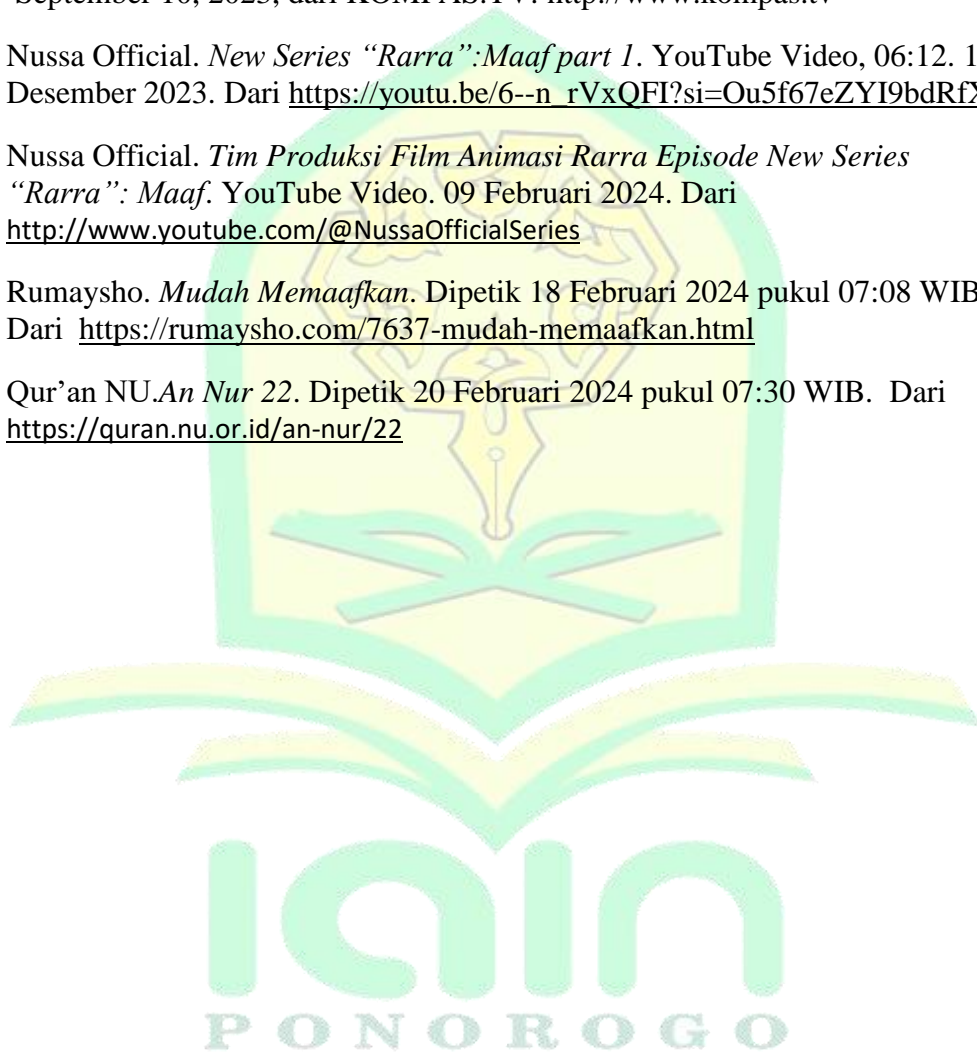 September 10, 2023, dari KOMPAS.TV: http://www.kompas.tv
Nussa Official. New Series “Rarra”:Maaf part 1. YouTube Video, 06:12. 1
Desember 2023. Dari https://youtu.be/6--n_rVxQFI?si=Ou5f67eZYI9bdRfX
Nussa Official. Tim Produksi Film Animasi Rarra Episode New Series
“Rarra”: Maaf. YouTube Video. 09 Februari 2024. Dari
http://www.youtube.com/@NussaOfficialSeries
Rumaysho. Mudah Memaafkan. Dipetik 18 Februari 2024 pukul 07:08 WIB
Dari https://rumaysho.com/7637-mudah-memaafkan.html
Qur’an NU.An Nur 22. Dipetik 20 Februari 2024 pukul 07:30 WIB. Dari
https://quran.nu.or.id/an-nur/22
IAIN
PONOROGO